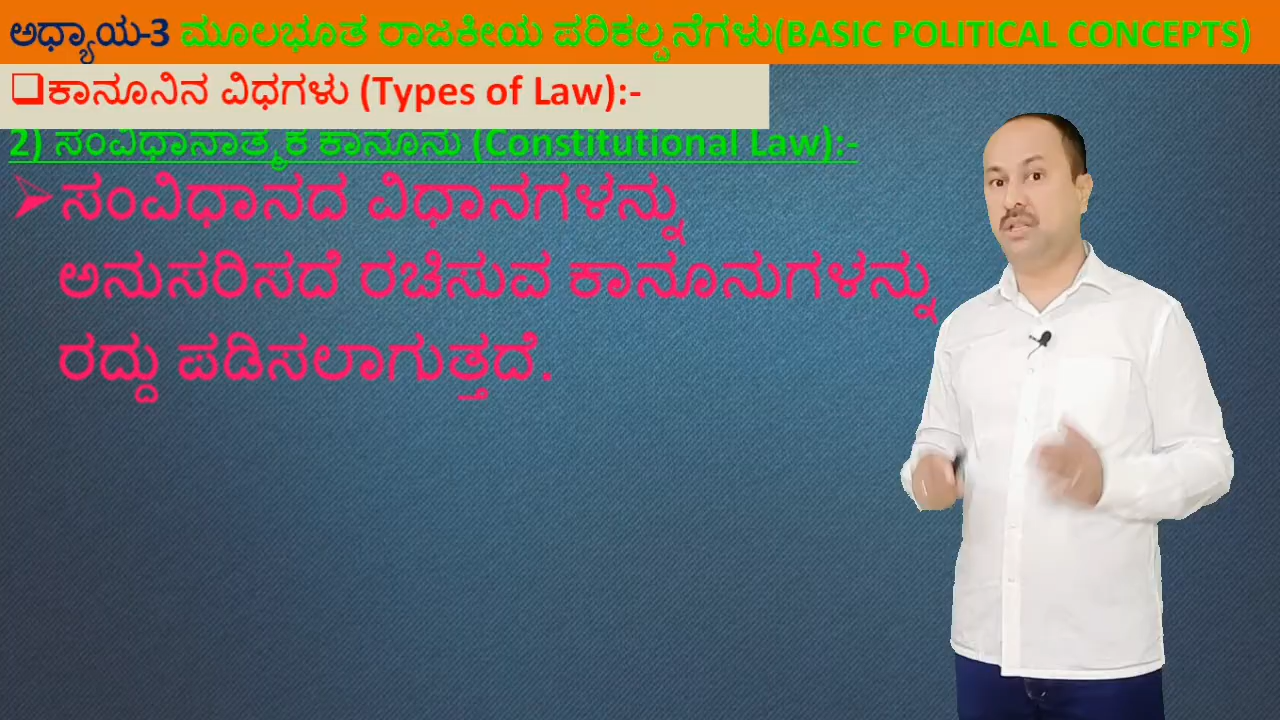 ಅಧ್ಯಾಯ-3 ಮೂಲಭೂತ ರಾಜಕೀಯ ಪರಿಕಲ್ಪನೆಗಳು(BASIC POLITICAL CONCEPTS)
❑ಕಾನೂನಿನ ವಿಧಗಳು (Types of Law):-
2) ಸಂವಿಧಾನಾತ್ಮಕ ಕಾನೂನು (Constitutional Law):-
➢ಸಂವಿಧಾನದ ವಿಧಾನಗಳನ್ನು
ಅನುಸರಿಸದೆ ರಚಿಸುವ ಕಾನೂನುಗಳನ್ನು
ರದ್ದು ಪಡಿಸಲಾಗುತ್ತದೆ.